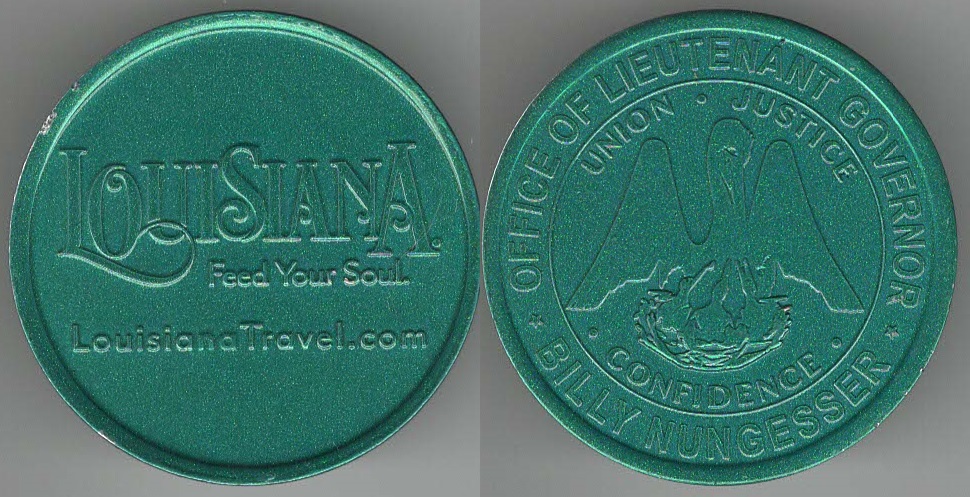 LOUISIANA.
Feed Your Soul.
LouisianaTravel.com
OFFICE OF LIEUTENANT GOVERNOR
UNION · JUSTICE
· CONFIDENCE ·
★ BILLY NUNGESSER ★